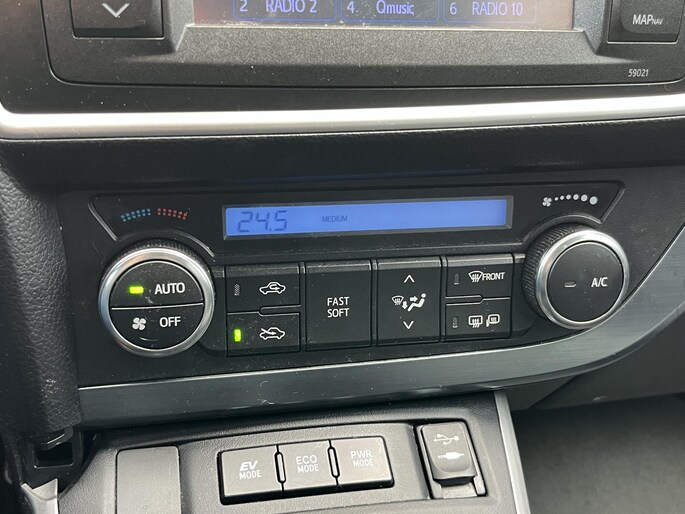 2 RADIO 2
4 Qmusic
6 RADIO 10
MAP NAV
59021
24.5 MEDIUM
AUTO
OFF
FAST
SOFT
FRONT
A/C
EV
MODE
ECO
MODE
PWR
MODE